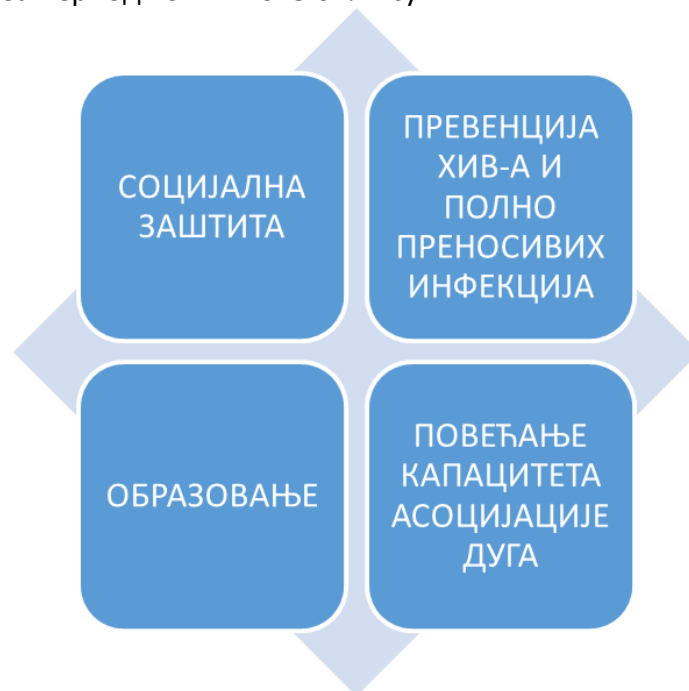 СОЦИЈАЛНА
ЗАШТИТА
ПРЕВЕНЦИЈА
ХИВ-А И
ПОЛНО
ПРЕНОСИВИХ
ИНФЕКЦИЈА
ОБРАЗОВАЊЕ
ПОВЕЋАЊЕ
КАПАЦИТЕТА
АСОЦИЈАЦИЈЕ
ДУГА